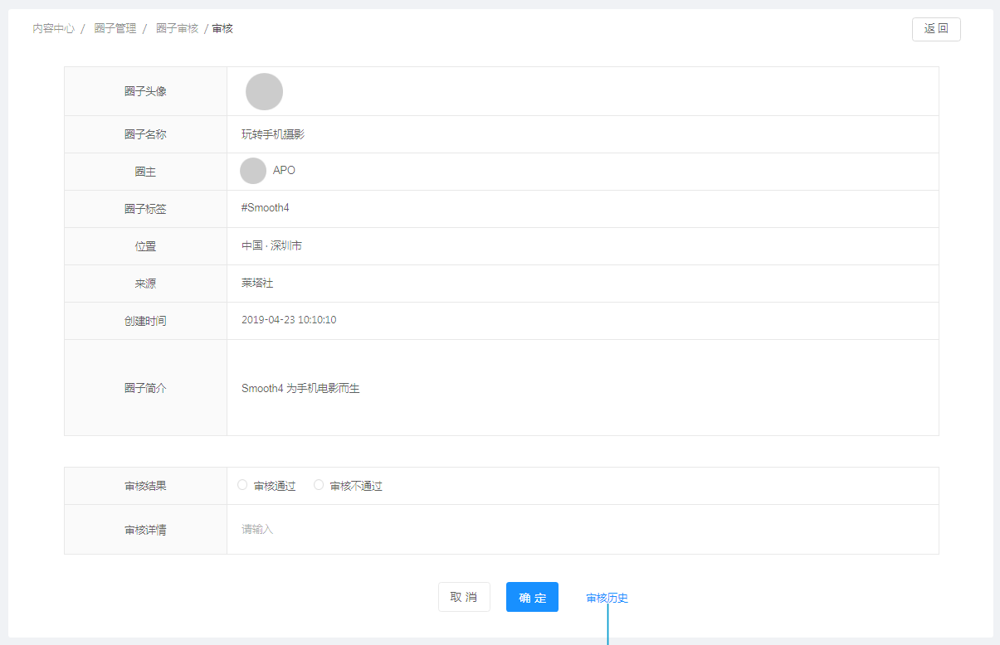 内容中心 / 圈子管理 / 圈子审核 / 审核
返 回
圈子头像
圈子名称 玩转手机摄影
圈主 APO
圈子标签 #Smooth4
位置 中国 · 深圳市
来源 莱塔社
创建时间 2019-04-23 10:10:10
圈子简介 Smooth4 为手机电影而生
审核结果 审核通过 审核不通过
审核详情 请输入
取 消 确 定 审核历史